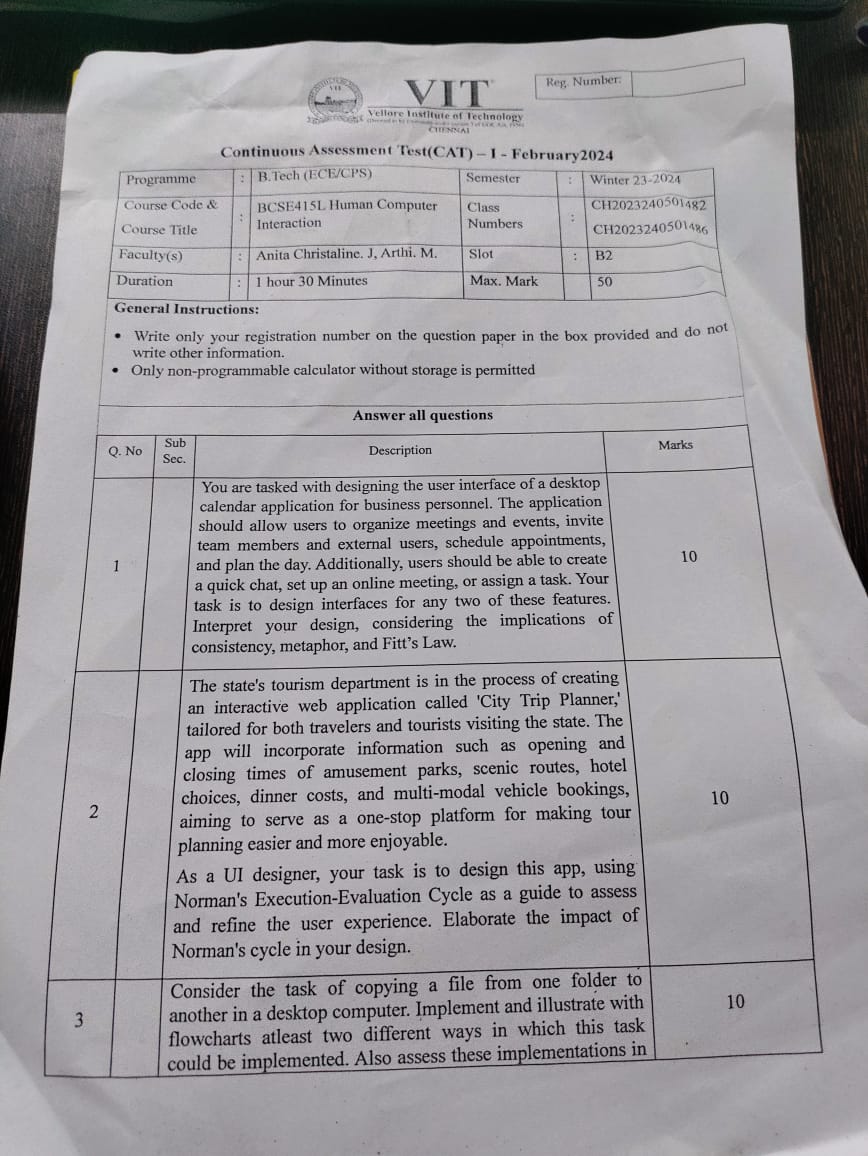 VIT
Reg. Number:
Vellore Institute of Technology
CHENNAI
Continuous Assessment Test(CAT) – I - February2024
Programme : B.Tech (ECE/CPS) Semester : Winter 23-2024
Course Code & Course Title : BCSE415L Human Computer Interaction Class Numbers : CH2023240501482 CH2023240501486
Faculty(s) : Anita Christaline. J, Arthi. M. Slot : B2
Duration : 1 hour 30 Minutes Max. Mark 50
General Instructions:
• Write only your registration number on the question paper in the box provided and do not
write other information.
• Only non-programmable calculator without storage is permitted
Answer all questions
Q. No Sub Sec. Description Marks
You are tasked with designing the user interface of a desktop
calendar application for business personnel. The application
should allow users to organize meetings and events, invite
team members and external users, schedule appointments,
1 and plan the day. Additionally, users should be able to create 10
a quick chat, set up an online meeting, or assign a task. Your
task is to design interfaces for any two of these features.
Interpret your design, considering the implications of
consistency, metaphor, and Fitt's Law.
The state's tourism department is in the process of creating
an interactive web application called 'City Trip Planner,'
tailored for both travelers and tourists visiting the state. The
app will incorporate information such as opening and
closing times of amusement parks, scenic routes, hotel
2 choices, dinner costs, and multi-modal vehicle bookings, 10
aiming to serve as a one-stop platform for making tour
planning easier and more enjoyable.
As a UI designer, your task is to design this app, using
Norman's Execution-Evaluation Cycle as a guide to assess
and refine the user experience. Elaborate the impact of
Norman's cycle in your design.
Consider the task of copying a file from one folder to
3 another in a desktop computer. Implement and illustrate with 10
flowcharts atleast two different ways in which this task
could be implemented. Also assess these implementations in